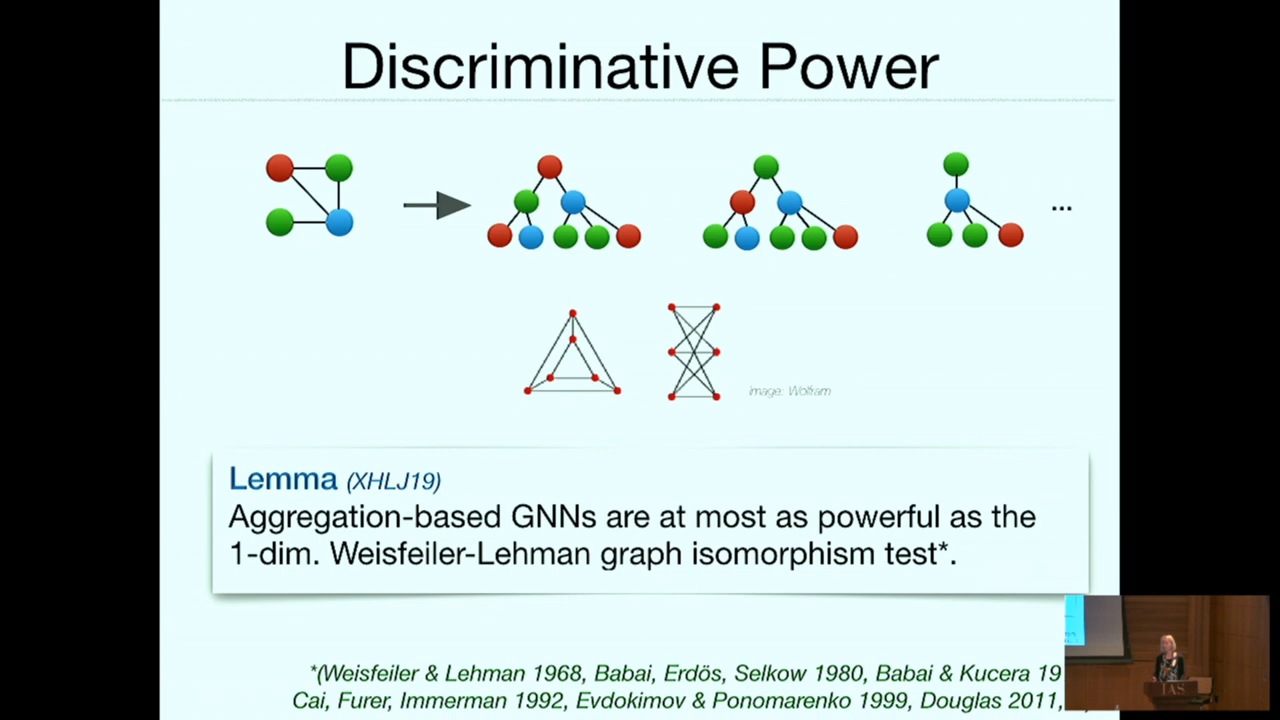 Discriminative Power
...
image: Wolfram
Lemma (XHLJ19)
Aggregation-based GNNs are at most as powerful as the
1-dim. Weisfeiler-Lehman graph isomorphism test*.
*(Weisfeiler & Lehman 1968, Babai, Erdös, Selkow 1980, Babai & Kucera 19
Cai, Furer, Immerman 1992, Evdokimov & Ponomarenko 1999, Douglas 2011,
IAS